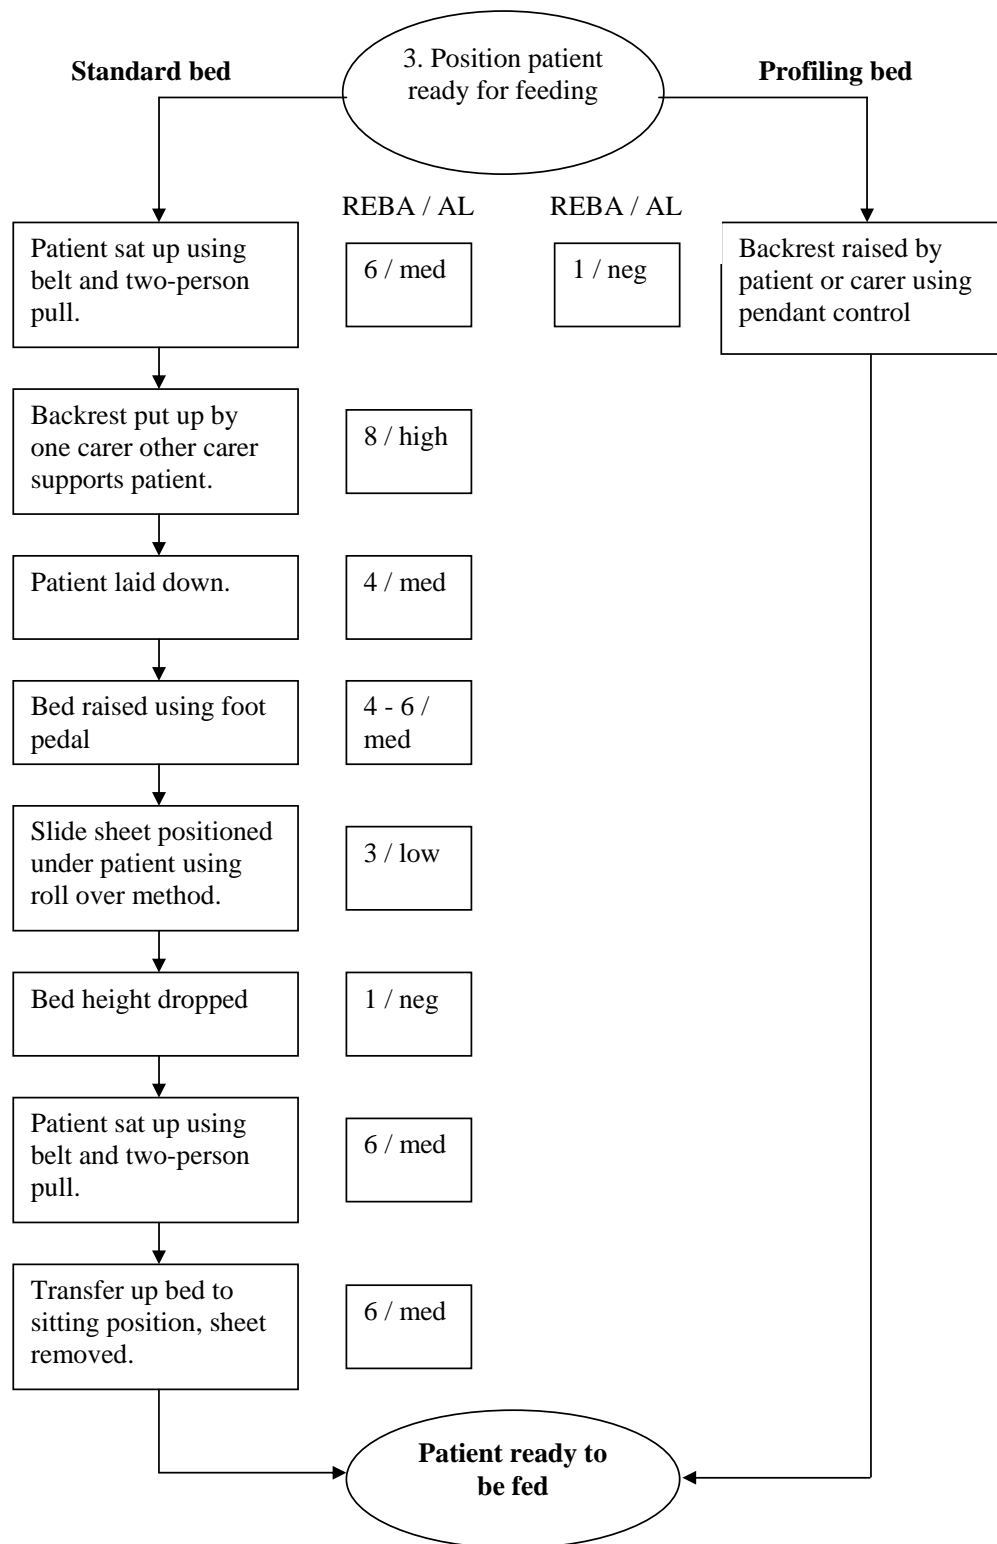 3. Position patient
ready for feeding
Standard bed
Profiling bed
REBA / AL
REBA / AL
Patient sat up using
belt and two-person
pull.
6 / med
1 / neg
Backrest raised by
patient or carer using
pendant control
Backrest put up by
one carer other carer
supports patient.
8 / high
Patient laid down.
4 / med
Bed raised using foot
pedal
4 - 6 /
med
Slide sheet positioned
under patient using
roll over method.
3 / low
Bed height dropped
1 / neg
Patient sat up using
belt and two-person
pull.
6 / med
Transfer up bed to
sitting position, sheet
removed.
6 / med
Patient ready to
be fed